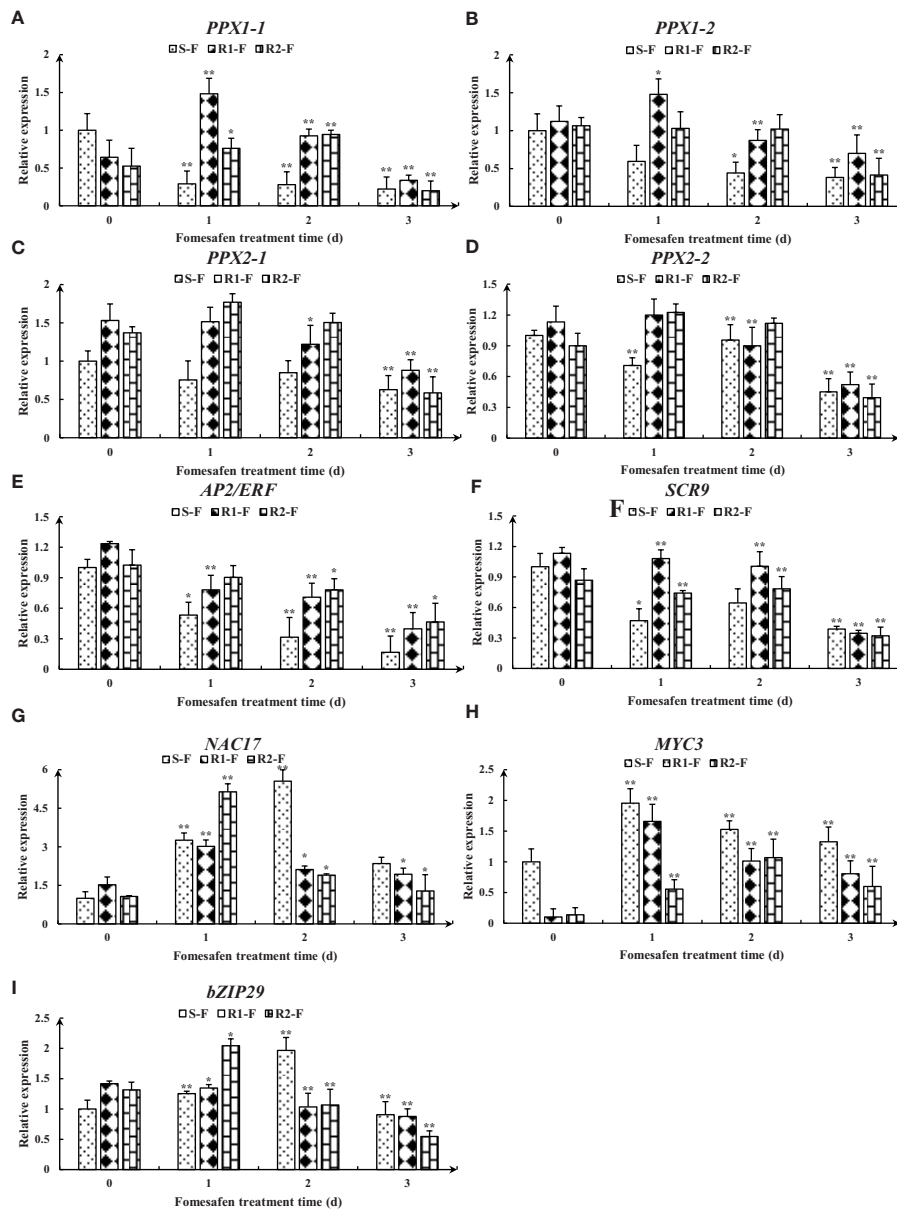 A
PPX1-1
S-F R1-F R2-F
Relative expression
2
1.5
1
0.5
0
** ** * ** ** ** ** ** **
0 1 2 3
Fomesafen treatment time (d)
B
PPX1-2
S-F R1-F R2-F
Relative expression
2
1.5
1
0.5
0
* * ** ** ** **
0 1 2 3
Fomesafen treatment time (d)
C
PPX2-1
S-F R1-F R2-F
Relative expression
2
1.5
1
0.5
0
* ** ** **
0 1 2 3
Fomesafen treatment time (d)
D
PPX2-2
S-F R1-F R2-F
Relative expression
1.5
1.2
0.9
0.6
0.3
0
** ** ** ** ** **
0 1 2 3
Fomesafen treatment time (d)
E
AP2/ERF
S-F R1-F R2-F
Relative expression
1.5
1.2
0.9
0.6
0.3
0
* ** ** ** * ** ** *
0 1 2 3
Fomesafen treatment time (d)
F
SCR9
F S-F R1-F R2-F
Relative expression
1.5
1.2
0.9
0.6
0.3
0
* ** ** ** ** ** ** **
0 1 2 3
Fomesafen treatment time (d)
G
NAC17
S-F R1-F R2-F
Relative expression
6
4.5
3
1.5
0
** ** ** ** * * * *
0 1 2 3
Fomesafen treatment time (d)
H
MYC3
S-F R1-F R2-F
Relative expression
2.5
2
1.5
1
0.5
0
** ** ** ** ** ** ** ** **
0 1 2 3
Fomesafen treatment time (d)
I
bZIP29
S-F R1-F R2-F
Relative expression
2.5
2
1.5
1
0.5
0
** * * ** ** ** ** ** **
0 1 2 3
Fomesafen treatment time (d)